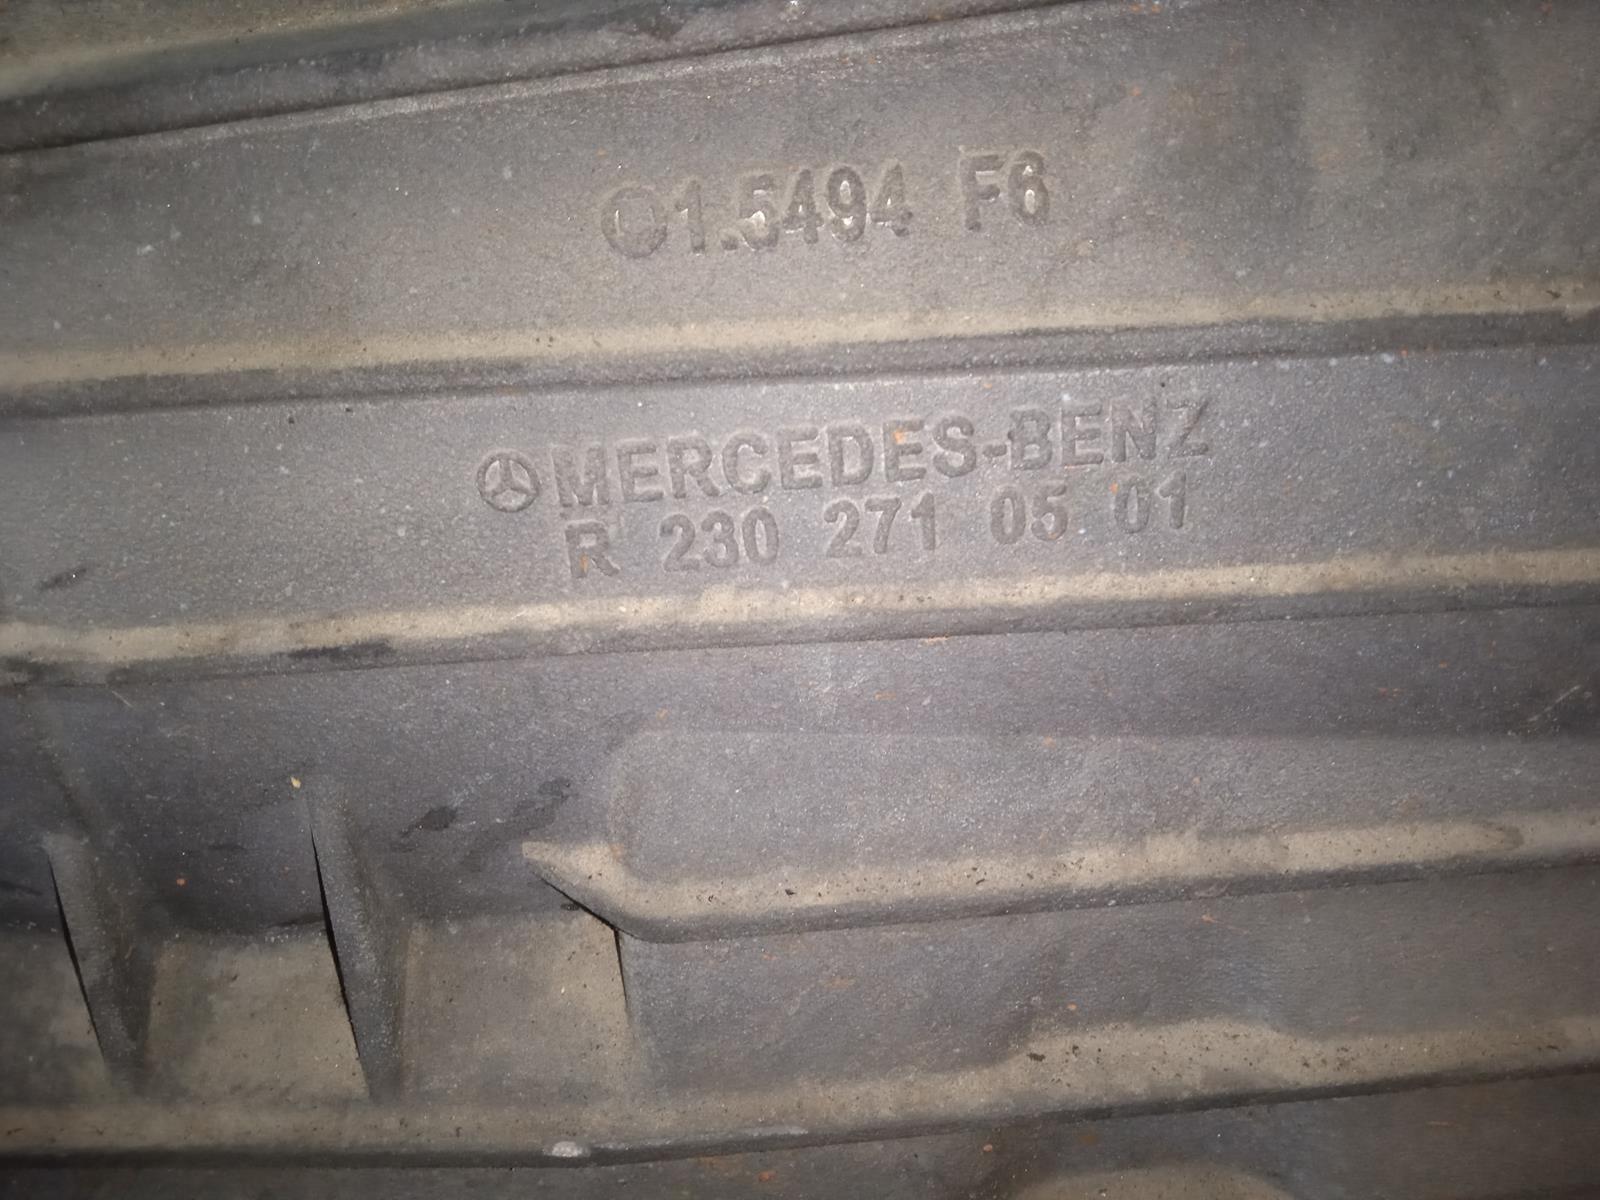 1.5494 F6
MERCEDES-BENZ
R 230 271 05 01